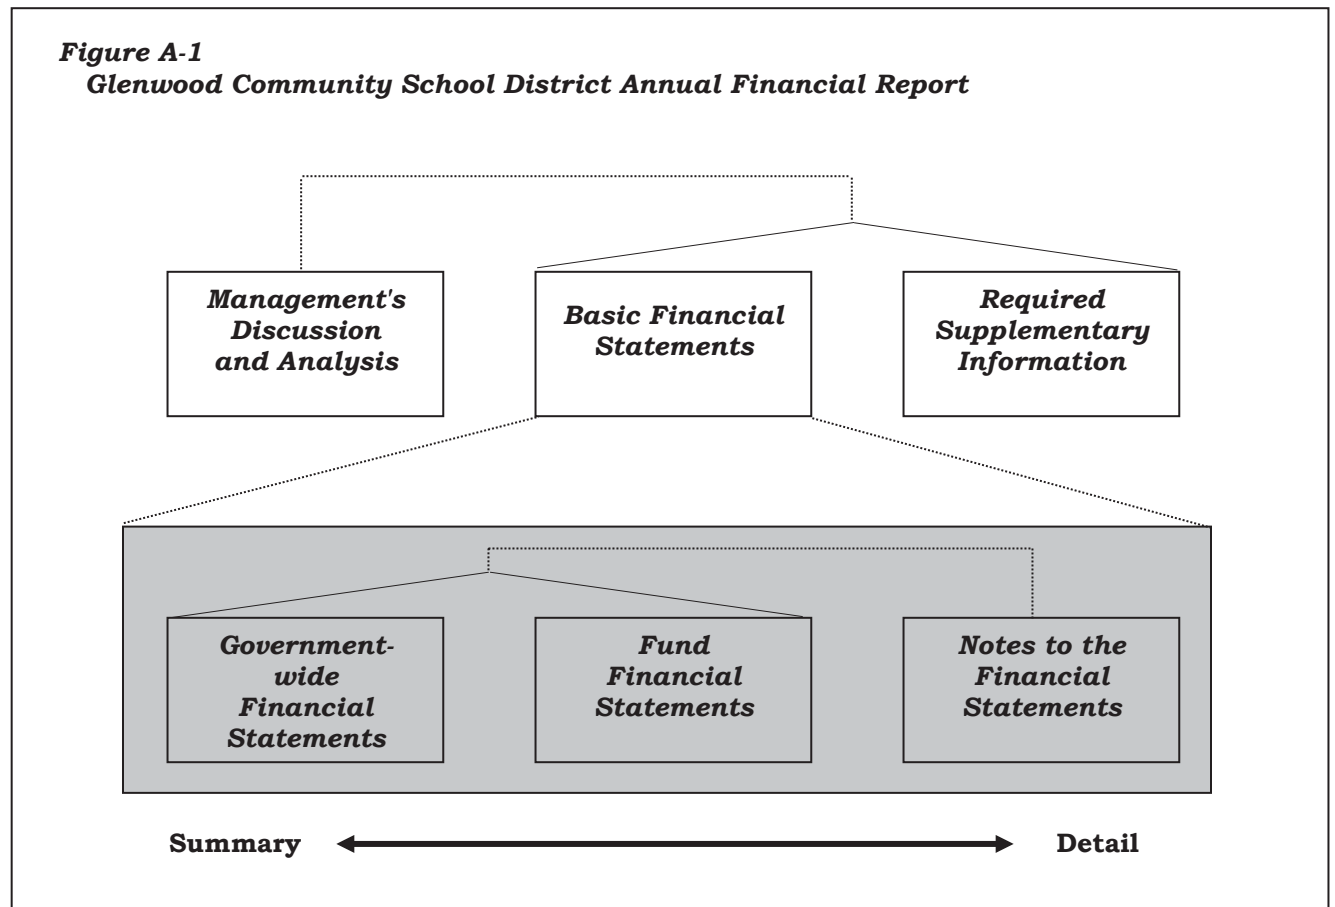 Figure A-1
Glenwood Community School District Annual Financial Report
Management's
Discussion
and Analysis
Basic Financial
Statements
Required
Supplementary
Information
Government-
wide
Financial
Statements
Fund
Financial
Statements
Notes to the
Financial
Statements
Summary
Detail